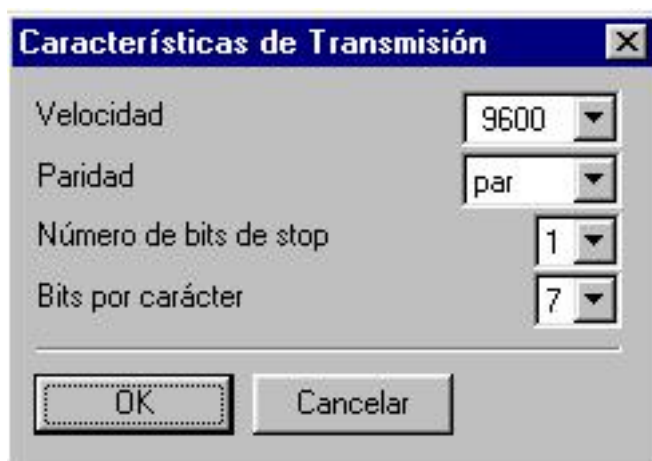 Características de Transmisión
Velocidad 9600
Paridad par
Número de bits de stop 1
Bits por carácter 7
OK Cancelar